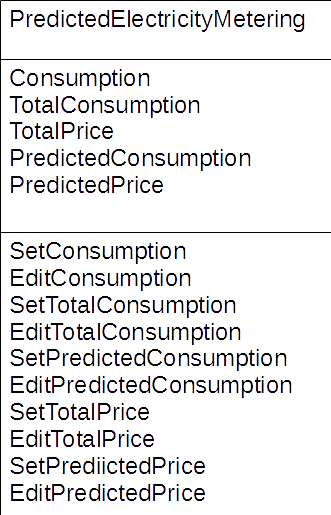 PredictedElectricityMetering
Consumption
TotalConsumption
TotalPrice
PredictedConsumption
PredictedPrice
SetConsumption
EditConsumption
SetTotalConsumption
EditTotalConsumption
SetPredictedConsumption
EditPredictedConsumption
SetTotalPrice
EditTotalPrice
SetPrediictedPrice
EditPredictedPrice